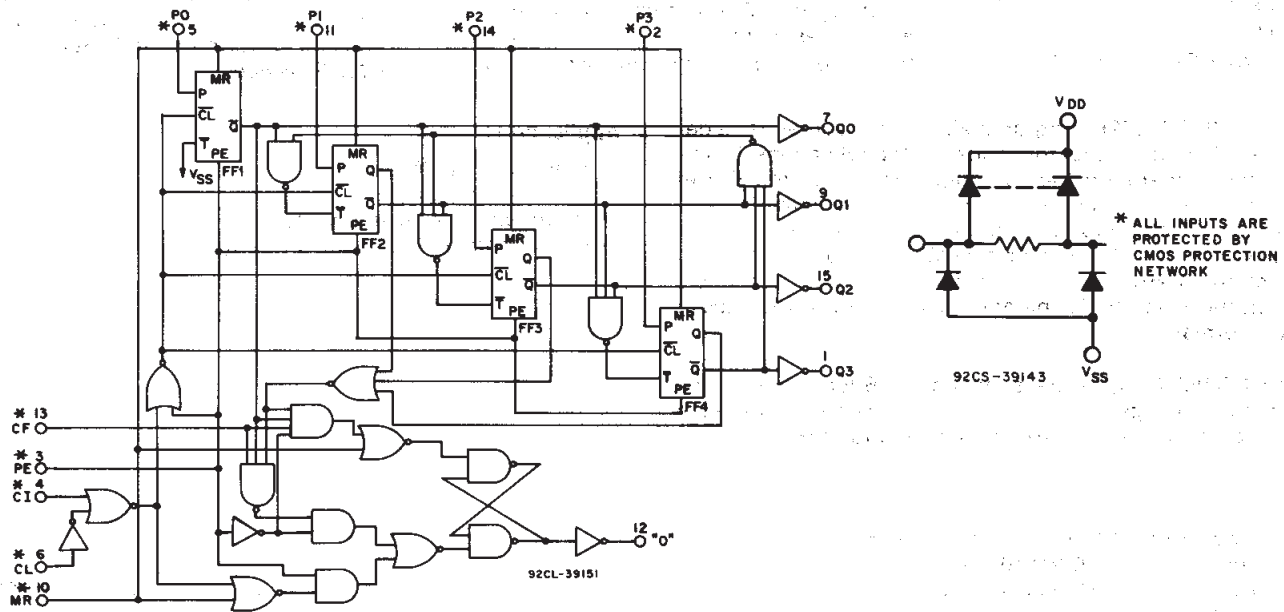 P0
* 5
P1
* 11
P2
* 14
P3
* 2
MR
P
CL
T
PE
Q
FF1
VSS
MR
P
CL
T
PE
Q
Q
FF2
MR
P
CL
T
PE
Q
Q
FF3
MR
P
CL
T
PE
Q
Q
FF4
7
Q0
9
Q1
15
Q2
1
Q3
* 13
CF
* 3
PE
* 4
CI
* 6
CL
* 10
MR
12
"0"
92CL-39151
VDD
* ALL INPUTS ARE
PROTECTED BY
CMOS PROTECTION
NETWORK
VSS
92CS-39143